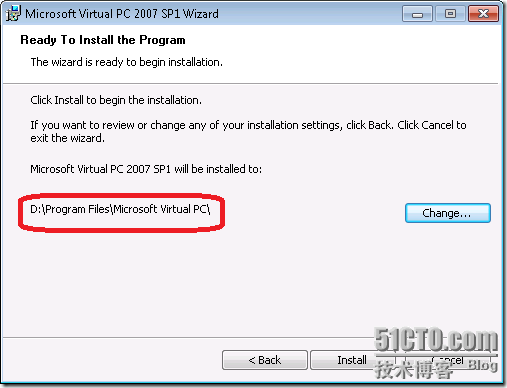 Microsoft Virtual PC 2007 SP1 Wizard
Ready To Install the Program
The wizard is ready to begin installation.
Click Install to begin the installation.
If you want to review or change any of your installation settings, click Back. Click Cancel to
exit the wizard.
Microsoft Virtual PC 2007 SP1 will be installed to:
D:\Program Files\Microsoft Virtual PC\
Change...
< Back
Install
Cancel
51CTO.com
技术博客 Blog